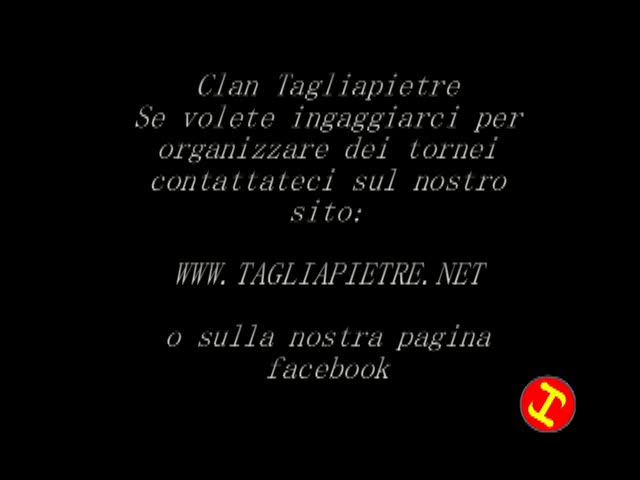 Clan Tagliapietre
Se volete ingaggiarci per
organizzare dei tornei
contattateci sul nostro
sito:
WWW.TAGLIAPIETRE.NET
o sulla nostra pagina
facebook